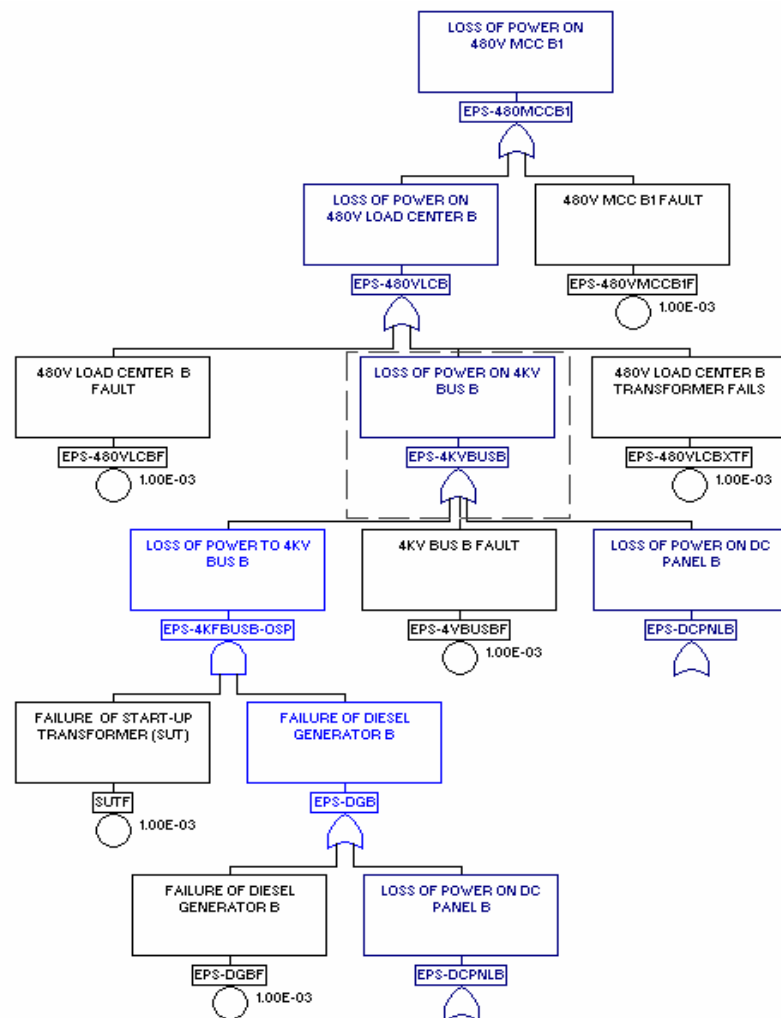 LOSS OF POWER ON
480V MCC B1
EPS-480MCCB1
LOSS OF POWER ON
480V LOAD CENTER B
EPS-480VLCB
480V MCC B1 FAULT
EPS-480VMCCB1F
1.00E-03
480V LOAD CENTER B
FAULT
EPS-480VLCBF
1.00E-03
LOSS OF POWER ON 4KV
BUS B
EPS-4KVBUSB
480V LOAD CENTER B
TRANSFORMER FAILS
EPS-480VLCBXTF
1.00E-03
LOSS OF POWER TO 4KV
BUS B
EPS-4KFBUSB-OSP
4KV BUS B FAULT
EPS-4VBUSBF
1.00E-03
LOSS OF POWER ON DC
PANEL B
EPS-DCPNLB
FAILURE OF START-UP
TRANSFORMER (SUT)
SUTF
1.00E-03
FAILURE OF DIESEL
GENERATOR B
EPS-DGB
FAILURE OF DIESEL
GENERATOR B
EPS-DGBF
1.00E-03
LOSS OF POWER ON DC
PANEL B
EPS-DCPNLB